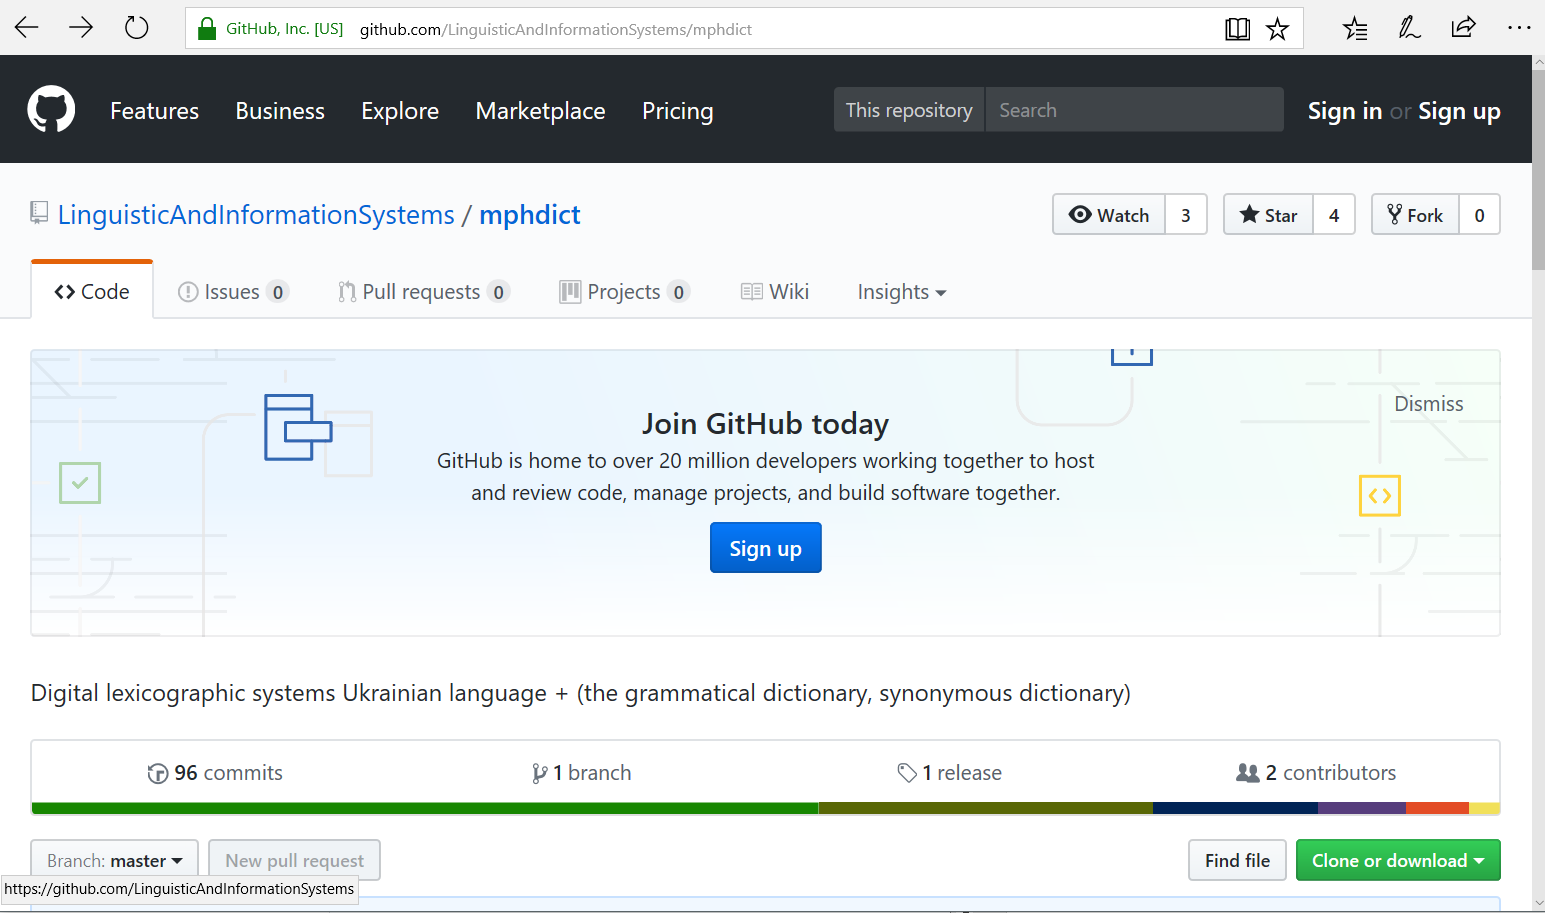 GitHub, Inc. [US] github.com/LinguisticAndInformationSystems/mphdict
Features Business Explore Marketplace Pricing This repository Search Sign in or Sign up
LinguisticAndInformationSystems / mphdict Watch 3 Star 4 Fork 0
Code Issues 0 Pull requests 0 Projects 0 Wiki Insights
Dismiss
Join GitHub today
GitHub is home to over 20 million developers working together to host
and review code, manage projects, and build software together.
Sign up
Digital lexicographic systems Ukrainian language + (the grammatical dictionary, synonymous dictionary)
96 commits 1 branch 1 release 2 contributors
Branch: master New pull request Find file Clone or download
https://github.com/LinguisticAndInformationSystems